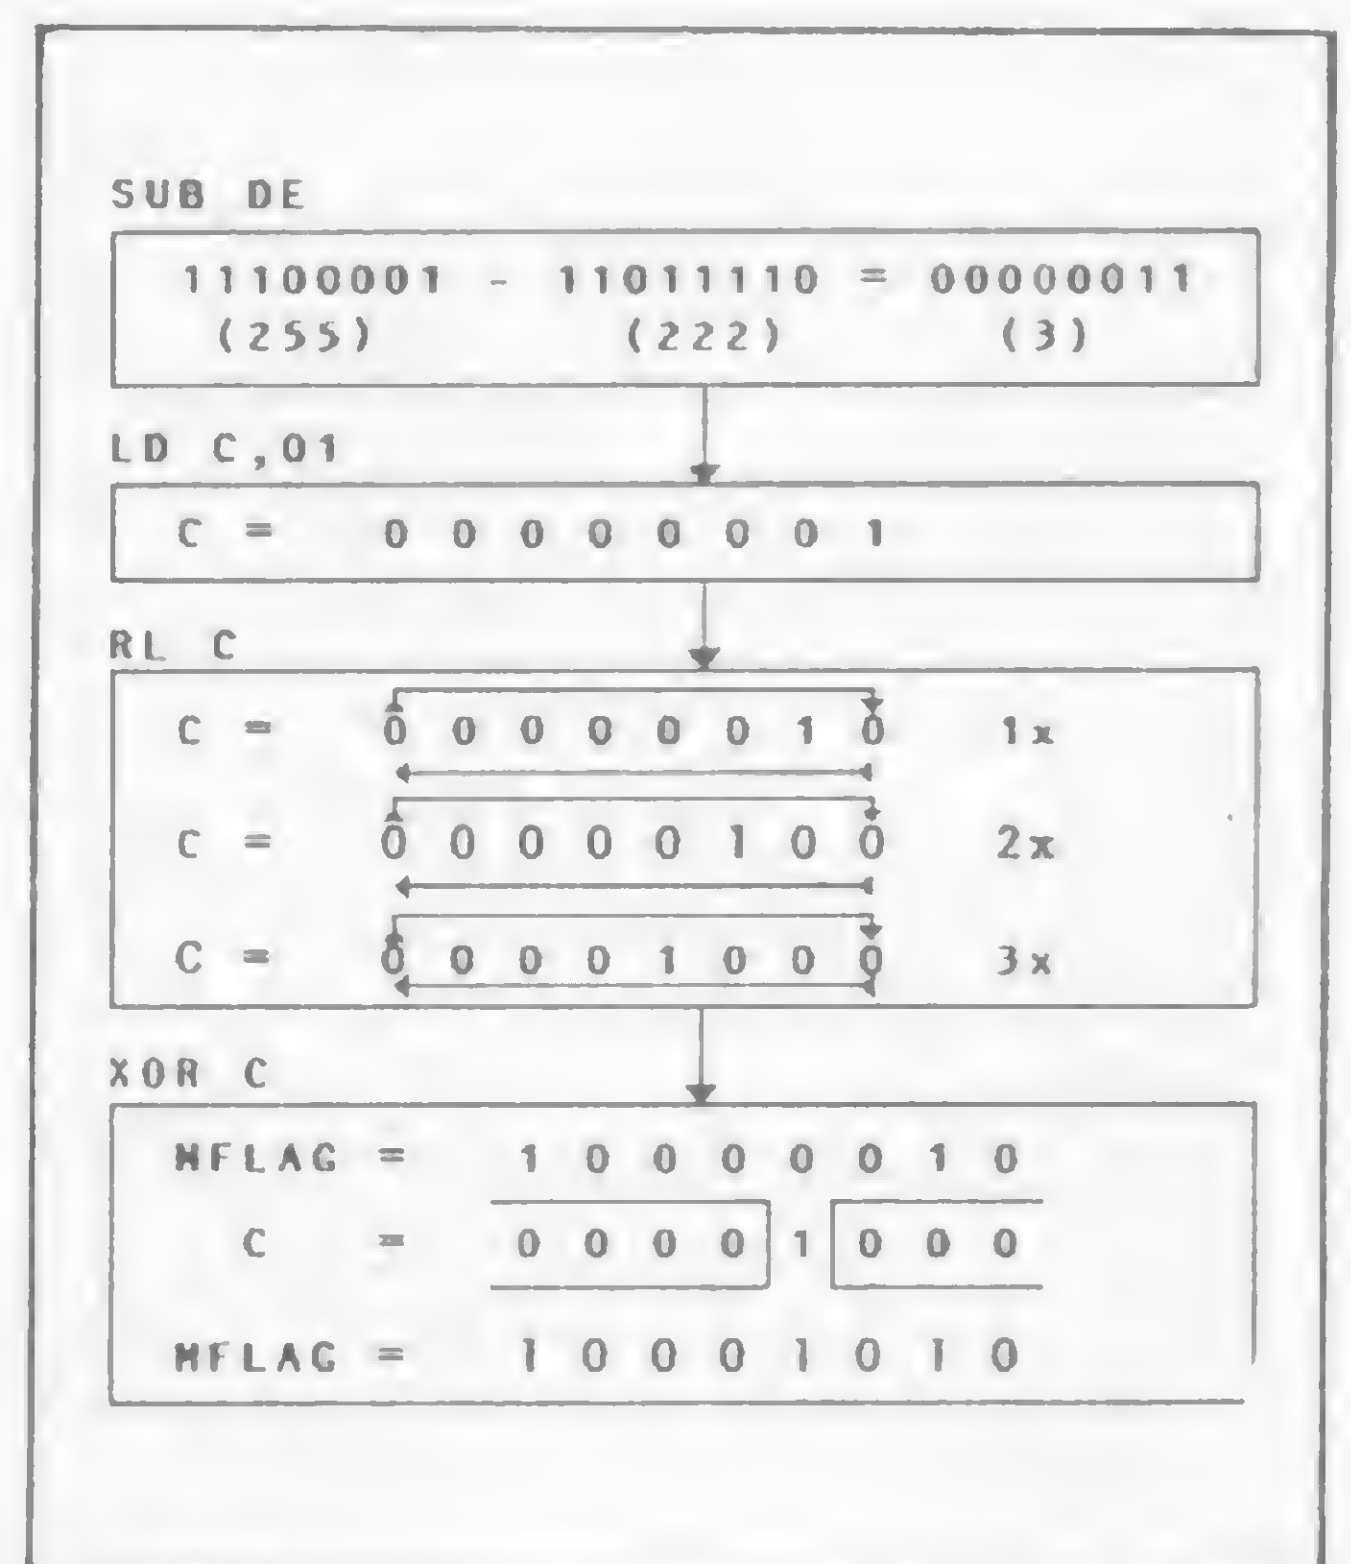 SUB DE
11100001 - 11011110 = 00000011
(255) (222) (3)
LD C,01
C = 0 0 0 0 0 0 0 1
RL C
C = 0 0 0 0 0 0 1 0 1x
C = 0 0 0 0 0 1 0 0 2x
C = 0 0 0 0 1 0 0 0 3x
XOR C
MFLAG = 1 0 0 0 0 0 1 0
C = 0 0 0 0 1 0 0 0
MFLAG = 1 0 0 0 1 0 1 0